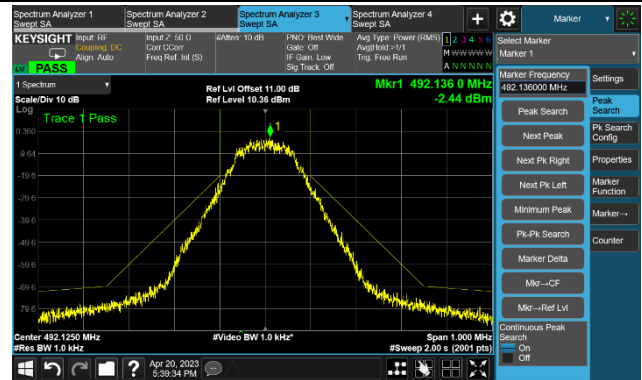 Spectrum Analyzer 1
Swept SA
Spectrum Analyzer 2
Swept SA
Spectrum Analyzer 3
Swept SA
Spectrum Analyzer 4
Swept SA
+
Marker
KEYSIGHT
Input: RF
Coupling: DC
Align: Auto
Input Z: 50 Ω
Corr CCorr
Freq Ref: Int (S)
#Atten: 10 dB
PNO: Best Wide
Gate: Off
IF Gain: Low
Sig Track: Off
Avg Type: Power (RMS)
Avg|Hold:>1/1
Trig: Free Run
1 2 3 4 5 6
M W W W W W
A N N N N N
PASS
Select Marker
Marker 1
1 Spectrum
Scale/Div 10 dB
Ref Lvl Offset 11.00 dB
Ref Level 10.36 dBm
Mkr1 492.136 0 MHz
-2.44 dBm
Log
Trace 1 Pass
1
0.360
-9.64
-19.6
-29.6
-39.6
-49.6
-59.6
-69.6
-79.6
Center 492.1250 MHz
#Res BW 1.0 kHz
#Video BW 1.0 kHz*
Span 1.000 MHz
#Sweep 2.00 s (2001 pts)
Marker Frequency
492.136000 MHz
Peak Search
Next Peak
Next Pk Right
Next Pk Left
Minimum Peak
Pk-Pk Search
Marker Delta
Mkr→CF
Mkr→Ref Lvl
Continuous Peak
Search
On
Off
Settings
Peak
Search
Pk Search
Config
Properties
Marker
Function
Marker→
Counter
?
Apr 20, 2023
5:39:34 PM